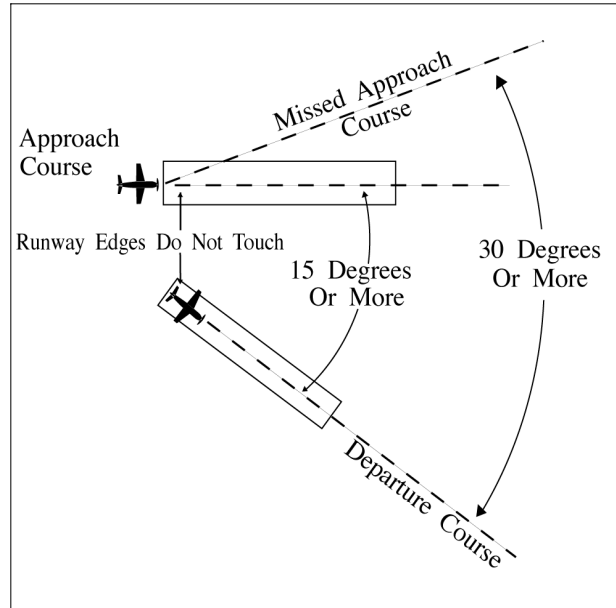 Missed Approach
Course
Approach
Course
Runway Edges Do Not Touch
15 Degrees
Or More
30 Degrees
Or More
Departure Course